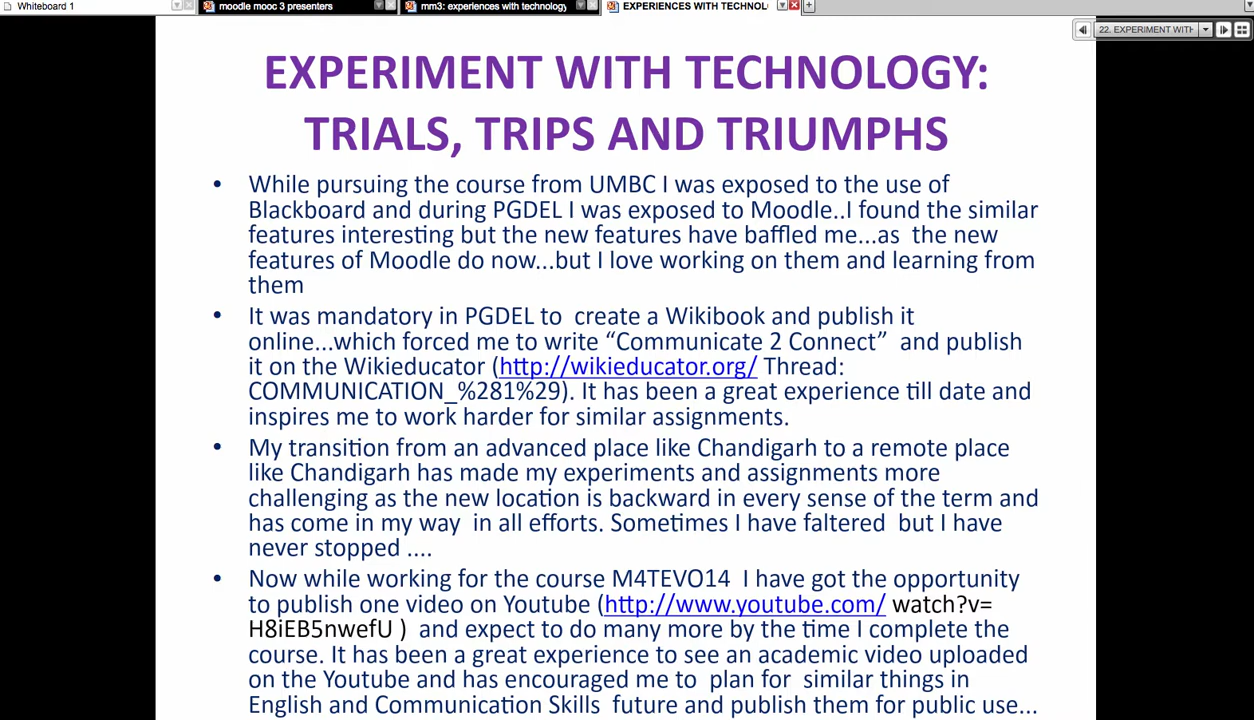 Whiteboard 1
moodle mooc 3 presenters
mm3: experiences with technology
EXPERIENCES WITH TECHNOL
22. EXPERIMENT WITH
EXPERIMENT WITH TECHNOLOGY:
TRIALS, TRIPS AND TRIUMPHS
• While pursuing the course from UMBC I was exposed to the use of
Blackboard and during PGDEL I was exposed to Moodle..I found the similar
features interesting but the new features have baffled me...as the new
features of Moodle do now...but I love working on them and learning from
them
• It was mandatory in PGDEL to create a Wikibook and publish it
online...which forced me to write “Communicate 2 Connect” and publish
it on the Wikieducator (http://wikieducator.org/ Thread:
COMMUNICATION_%281%29). It has been a great experience till date and
inspires me to work harder for similar assignments.
• My transition from an advanced place like Chandigarh to a remote place
like Chandigarh has made my experiments and assignments more
challenging as the new location is backward in every sense of the term and
has come in my way in all efforts. Sometimes I have faltered but I have
never stopped ....
• Now while working for the course M4TEVO14 I have got the opportunity
to publish one video on Youtube (http://www.youtube.com/ watch?v=
H8iEB5nwefU ) and expect to do many more by the time I complete the
course. It has been a great experience to see an academic video uploaded
on the Youtube and has encouraged me to plan for similar things in
English and Communication Skills future and publish them for public use...